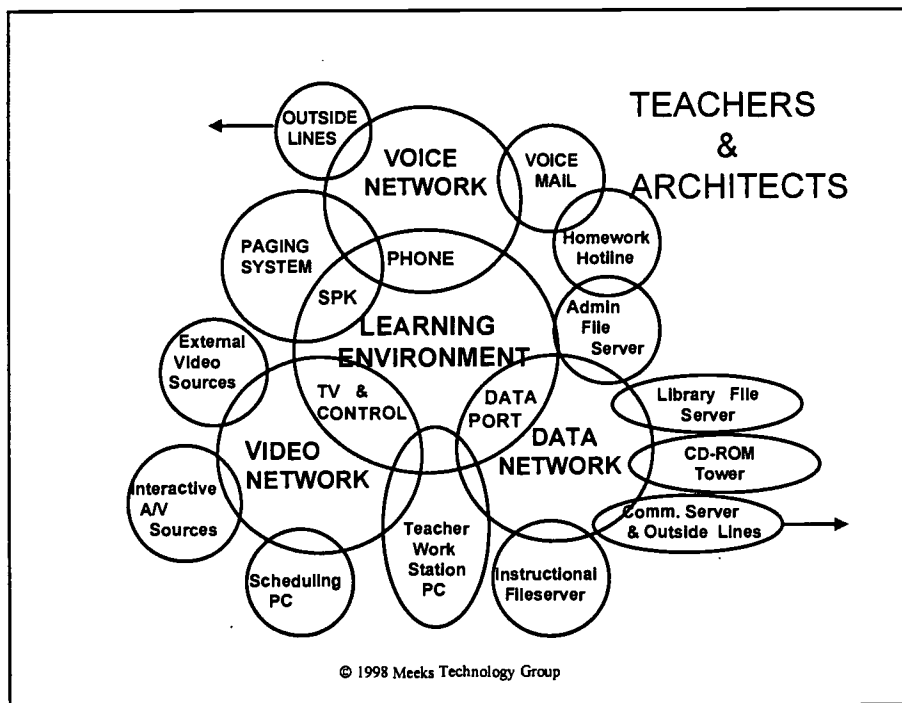 TEACHERS
&
ARCHITECTS
OUTSIDE
LINES
VOICE
NETWORK
VOICE
MAIL
PAGING
SYSTEM
PHONE
Homework
Hotline
SPK
LEARNING
ENVIRONMENT
Admin
File
Server
External
Video
Sources
TV &
CONTROL
DATA
PORT
Library File
Server
VIDEO
NETWORK
DATA
NETWORK
CD-ROM
Tower
Interactive
A/V
Sources
Comm. Server
& Outside Lines
Teacher
Work
Station
PC
Scheduling
PC
Instructional
Fileserver
© 1998 Meeks Technology Group